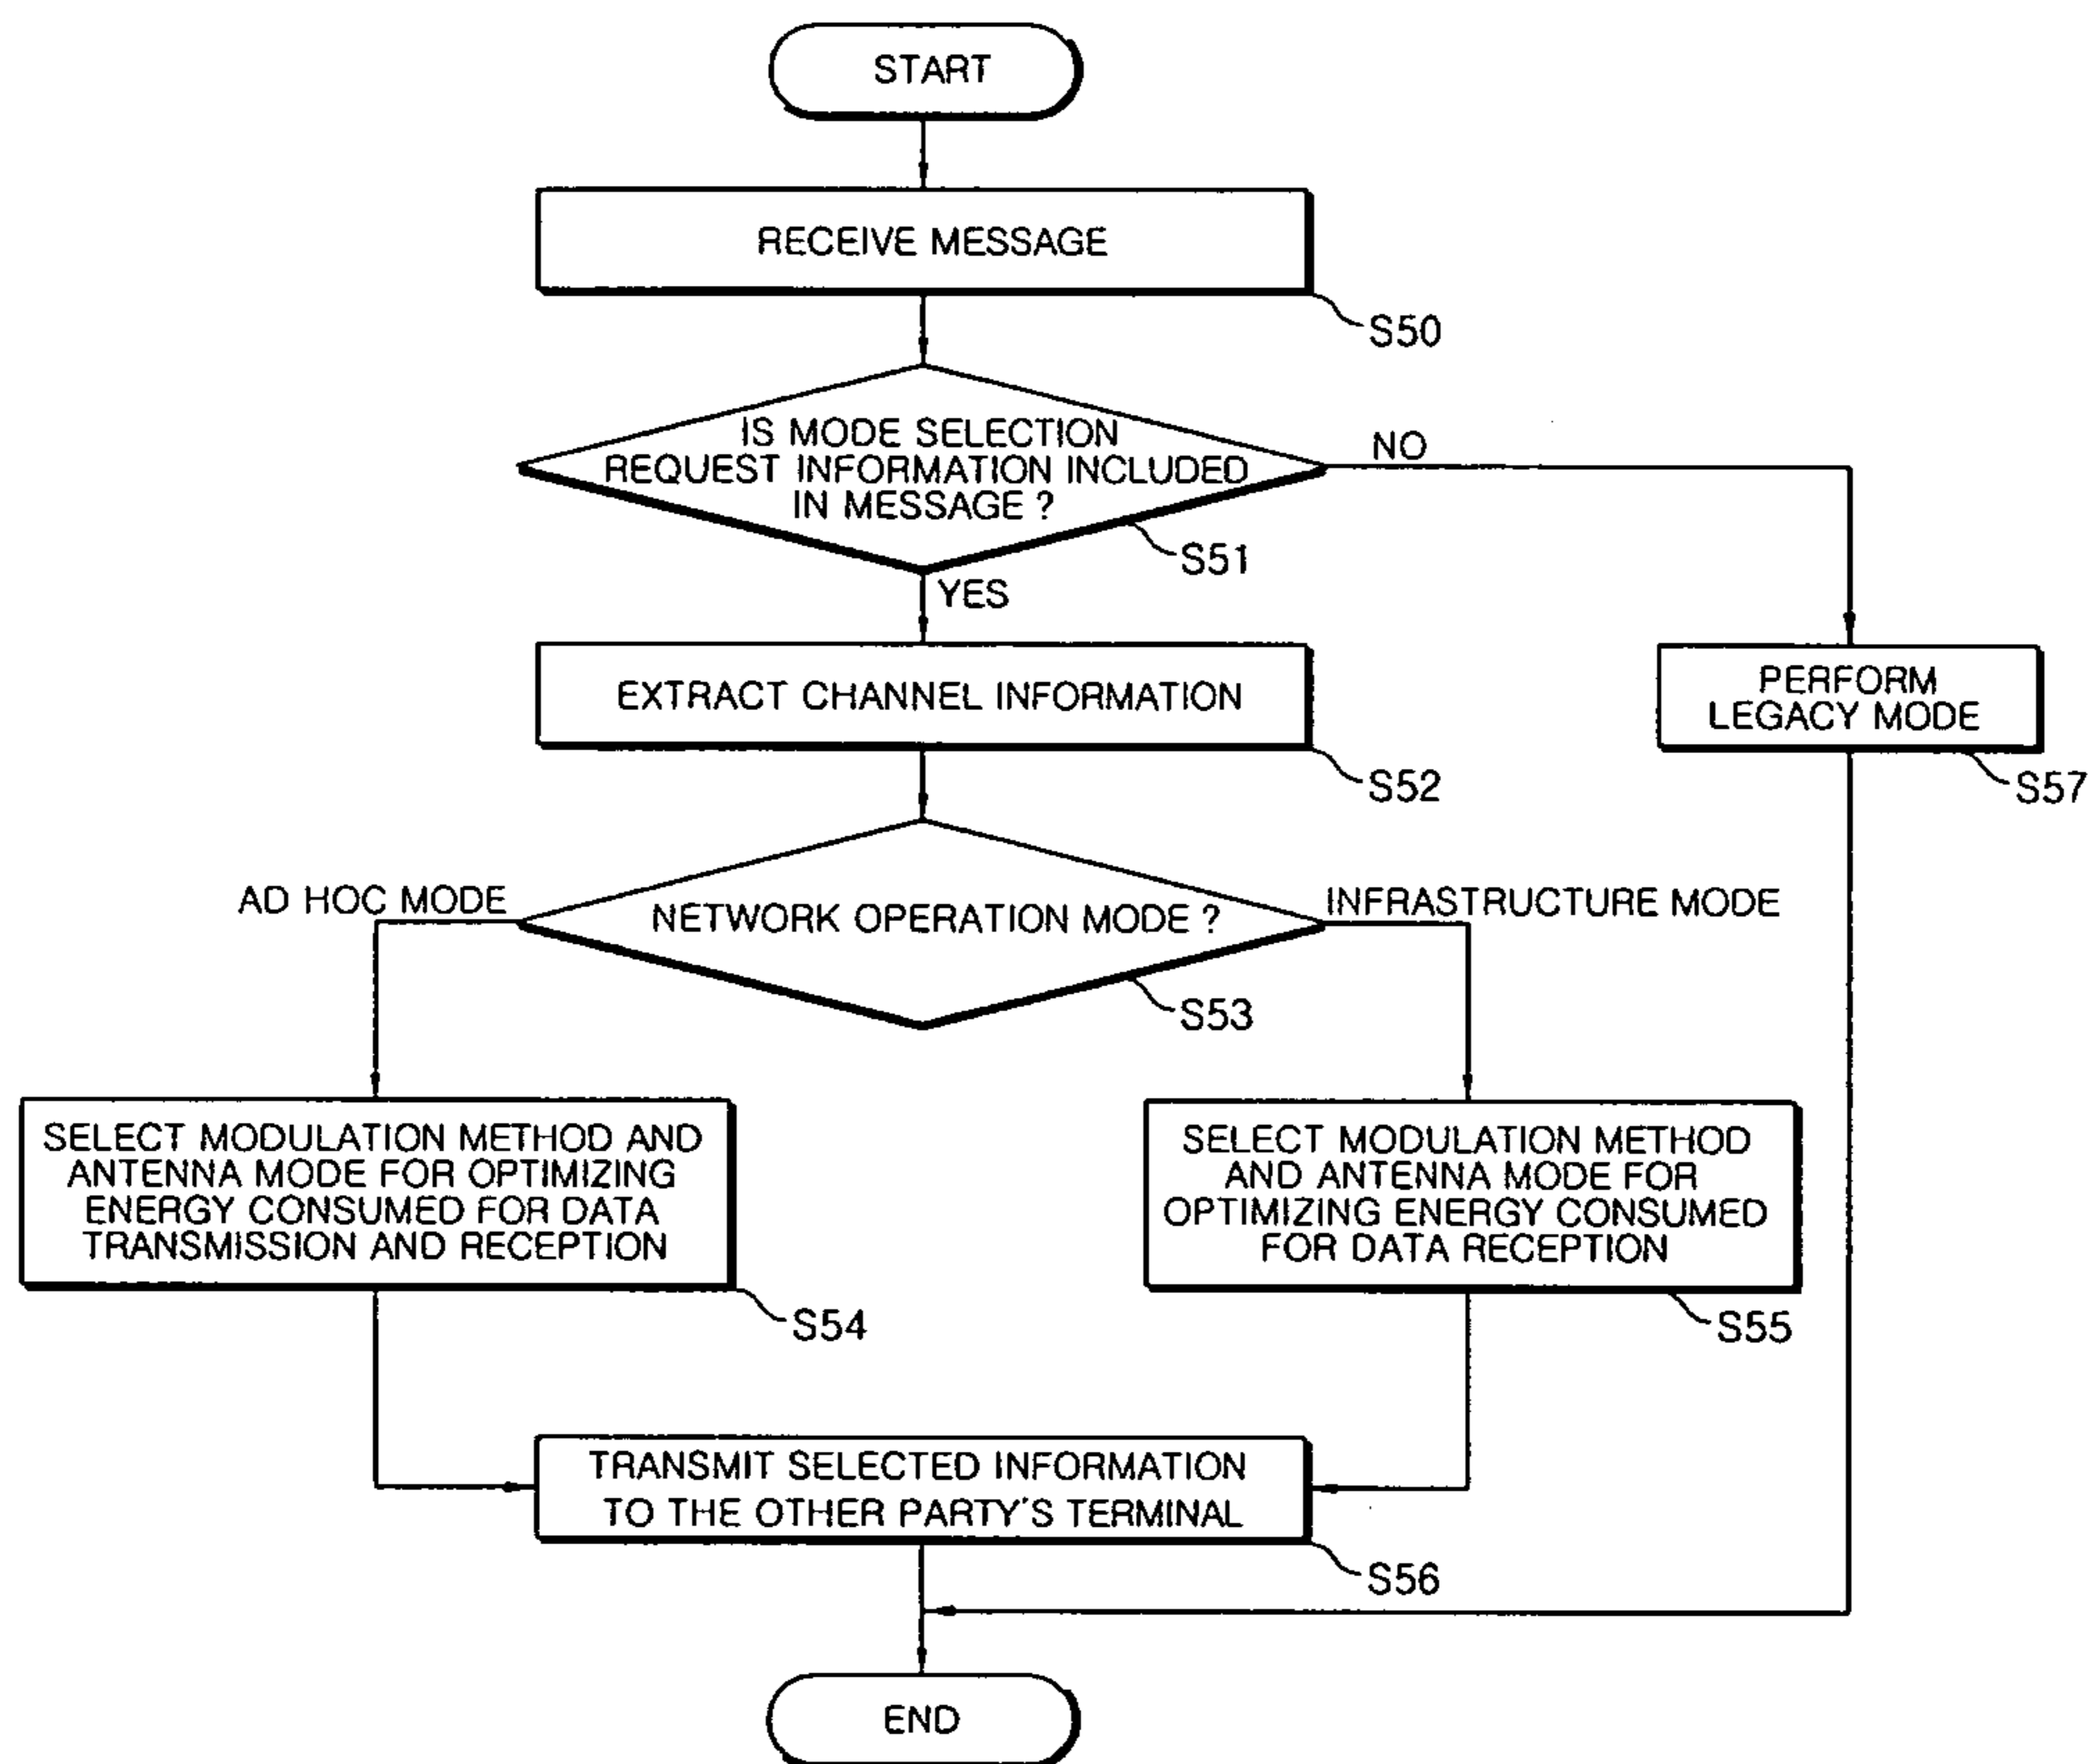 START
RECEIVE MESSAGE
S50
IS MODE SELECTION
REQUEST INFORMATION INCLUDED
IN MESSAGE ?
NO
S51
YES
EXTRACT CHANNEL INFORMATION
S52
PERFORM
LEGACY MODE
S57
AD HOC MODE
NETWORK OPERATION MODE ?
INFRASTRUCTURE MODE
S53
SELECT MODULATION METHOD AND
ANTENNA MODE FOR OPTIMIZING
ENERGY CONSUMED FOR DATA
TRANSMISSION AND RECEPTION
S54
SELECT MODULATION METHOD
AND ANTENNA MODE FOR
OPTIMIZING ENERGY CONSUMED
FOR DATA RECEPTION
S55
TRANSMIT SELECTED INFORMATION
TO THE OTHER PARTY'S TERMINAL
S56
END